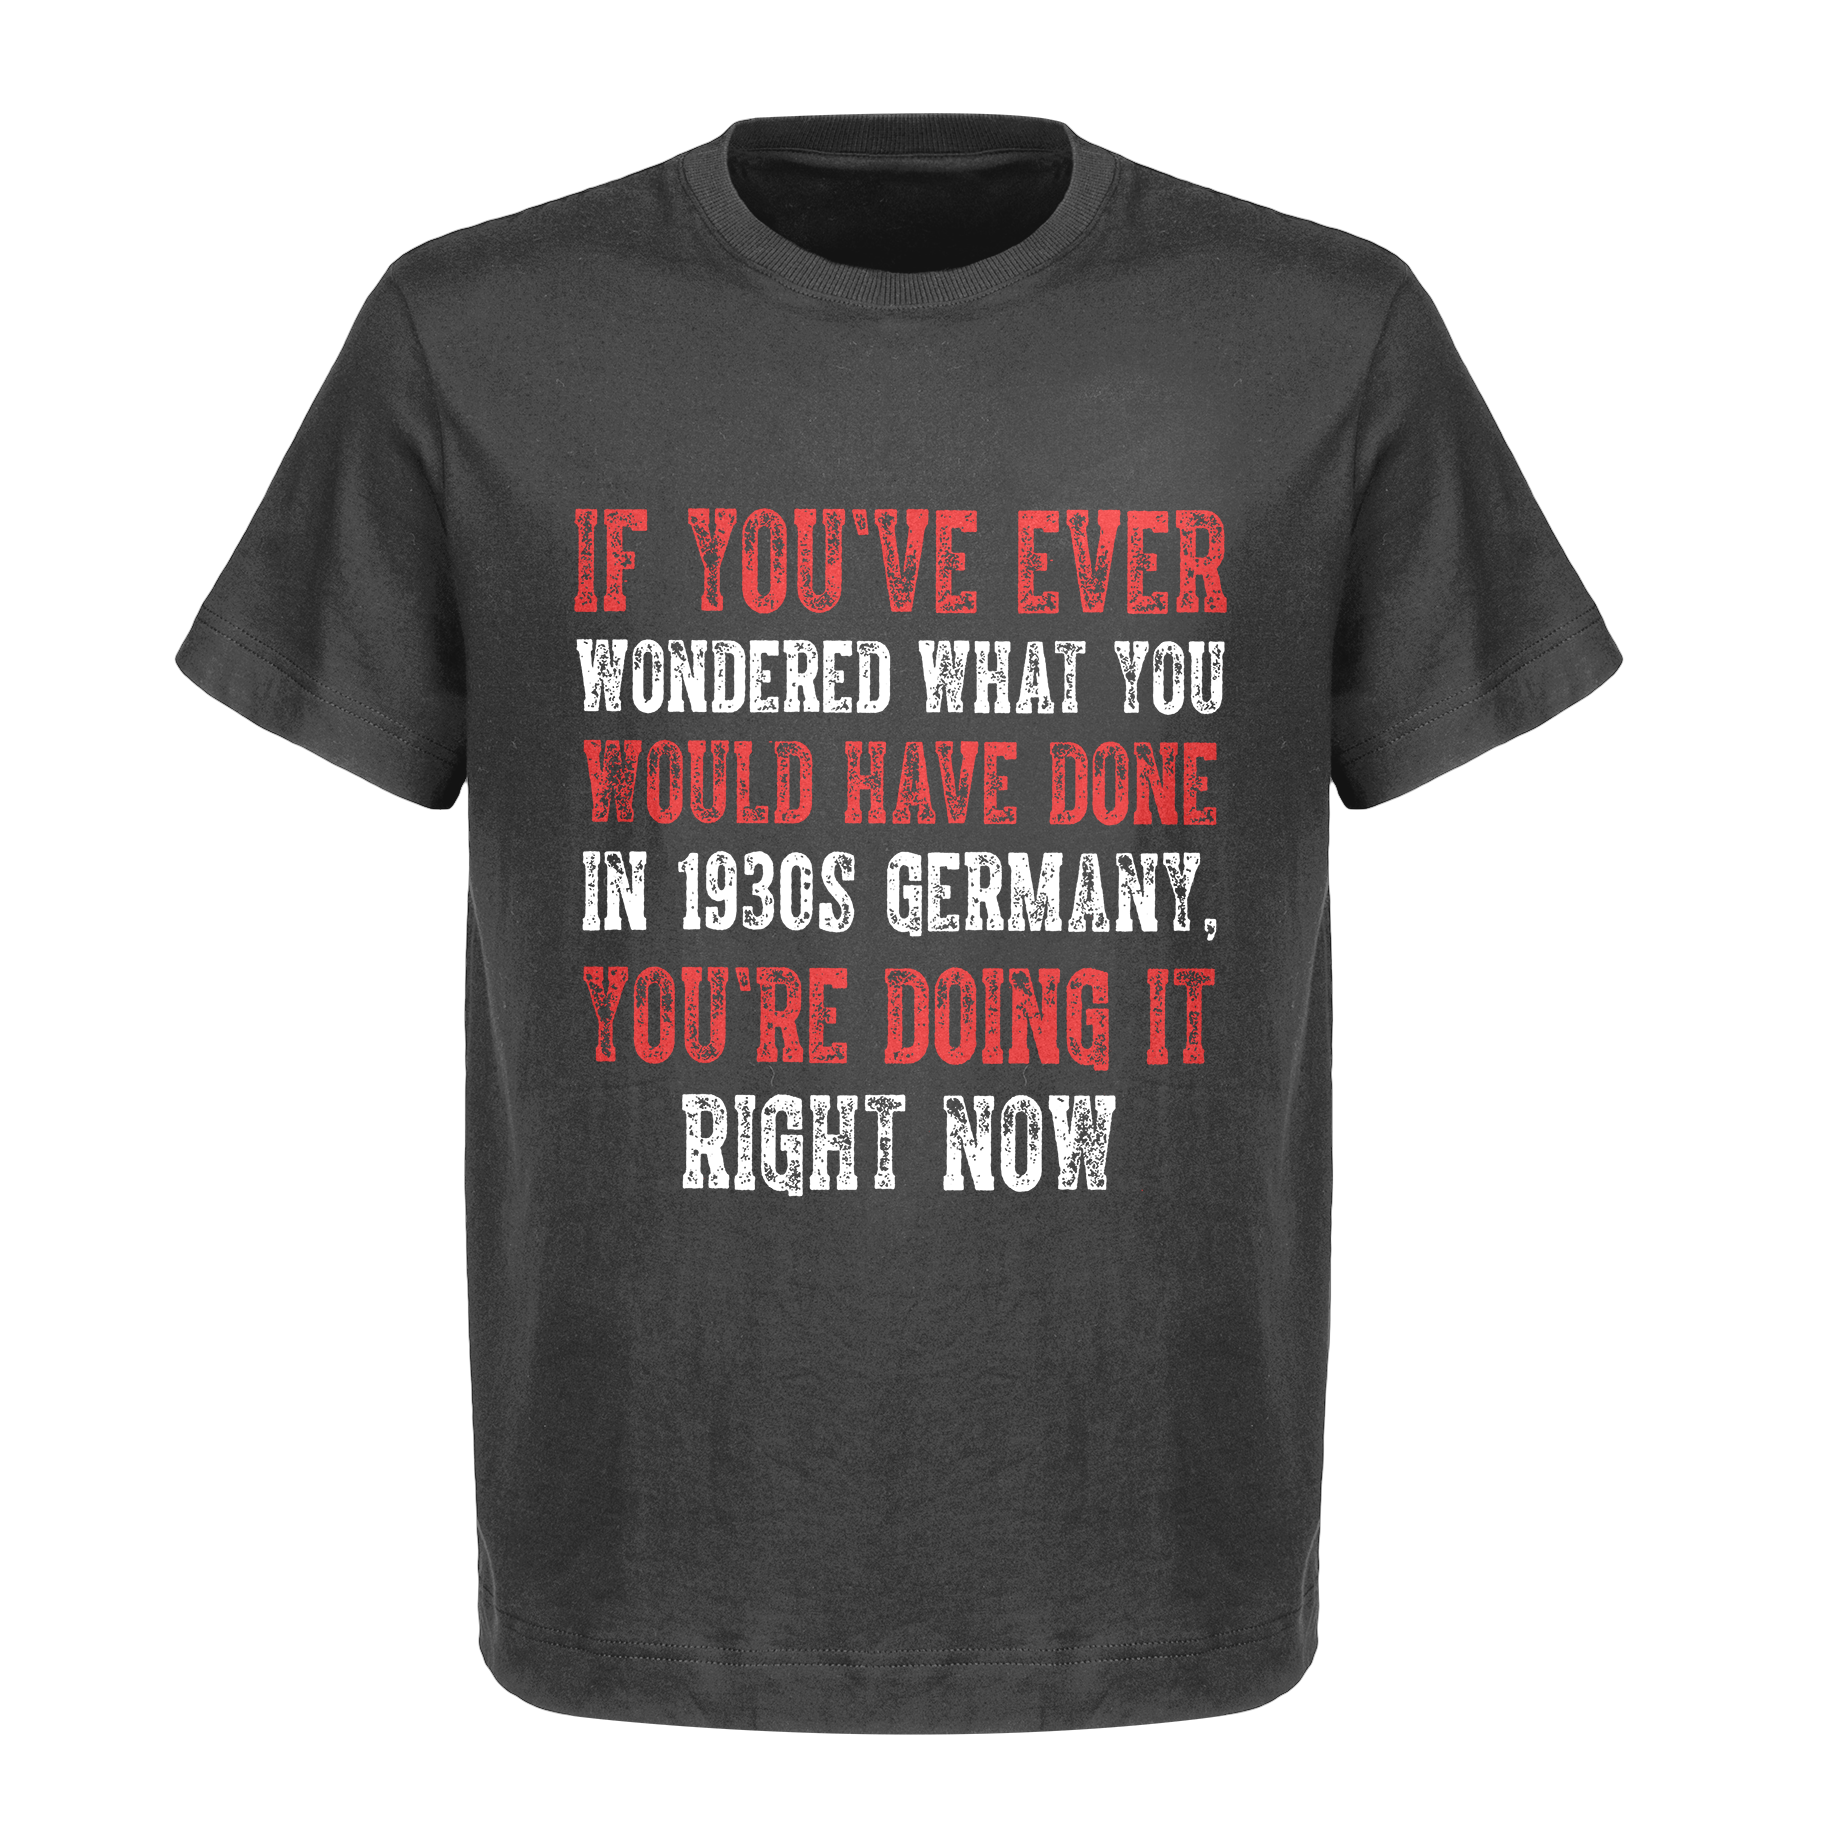 IF YOU'VE EVER
WONDERED WHAT YOU
WOULD HAVE DONE
IN 1930S GERMANY,
YOU'RE DOING IT
RIGHT NOW